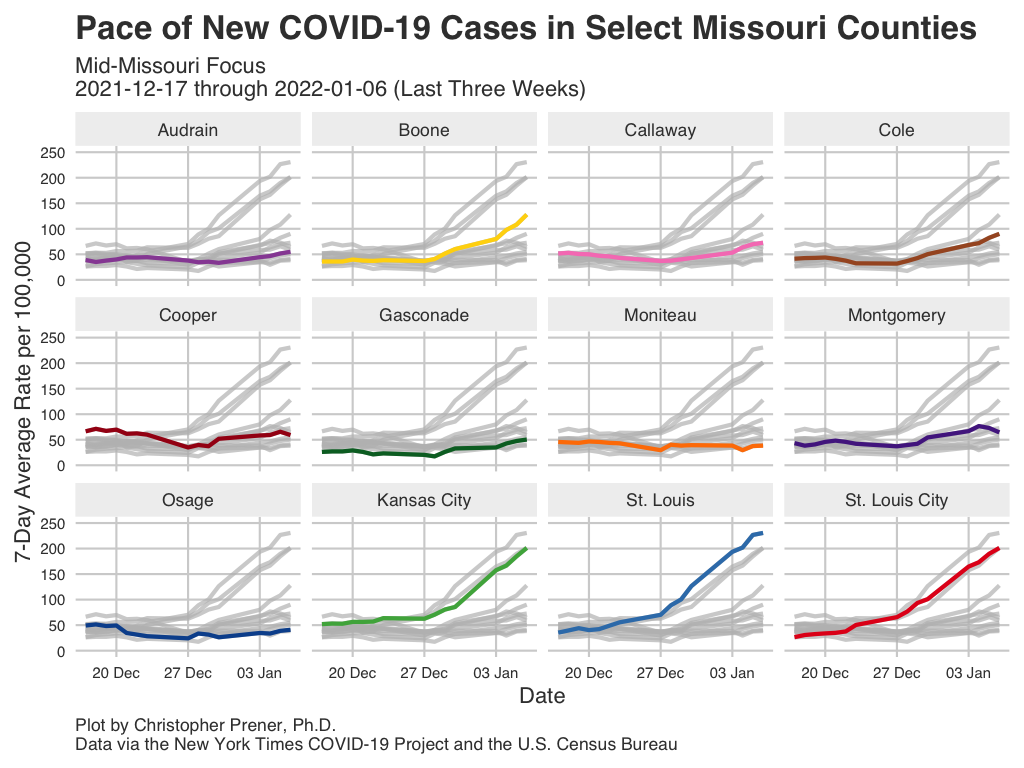 Pace of New COVID-19 Cases in Select Missouri Counties
Mid-Missouri Focus
2021-12-17 through 2022-01-06 (Last Three Weeks)
Audrain Boone Callaway Cole
250
200
150
100
50
0
Cooper Gasconade Moniteau Montgomery
250
200
150
100
50
0
Osage Kansas City St. Louis St. Louis City
250
200
150
100
50
0
7-Day Average Rate per 100,000
20 Dec 27 Dec 03 Jan 20 Dec 27 Dec 03 Jan 20 Dec 27 Dec 03 Jan 20 Dec 27 Dec 03 Jan
Date
Plot by Christopher Prener, Ph.D.
Data via the New York Times COVID-19 Project and the U.S. Census Bureau